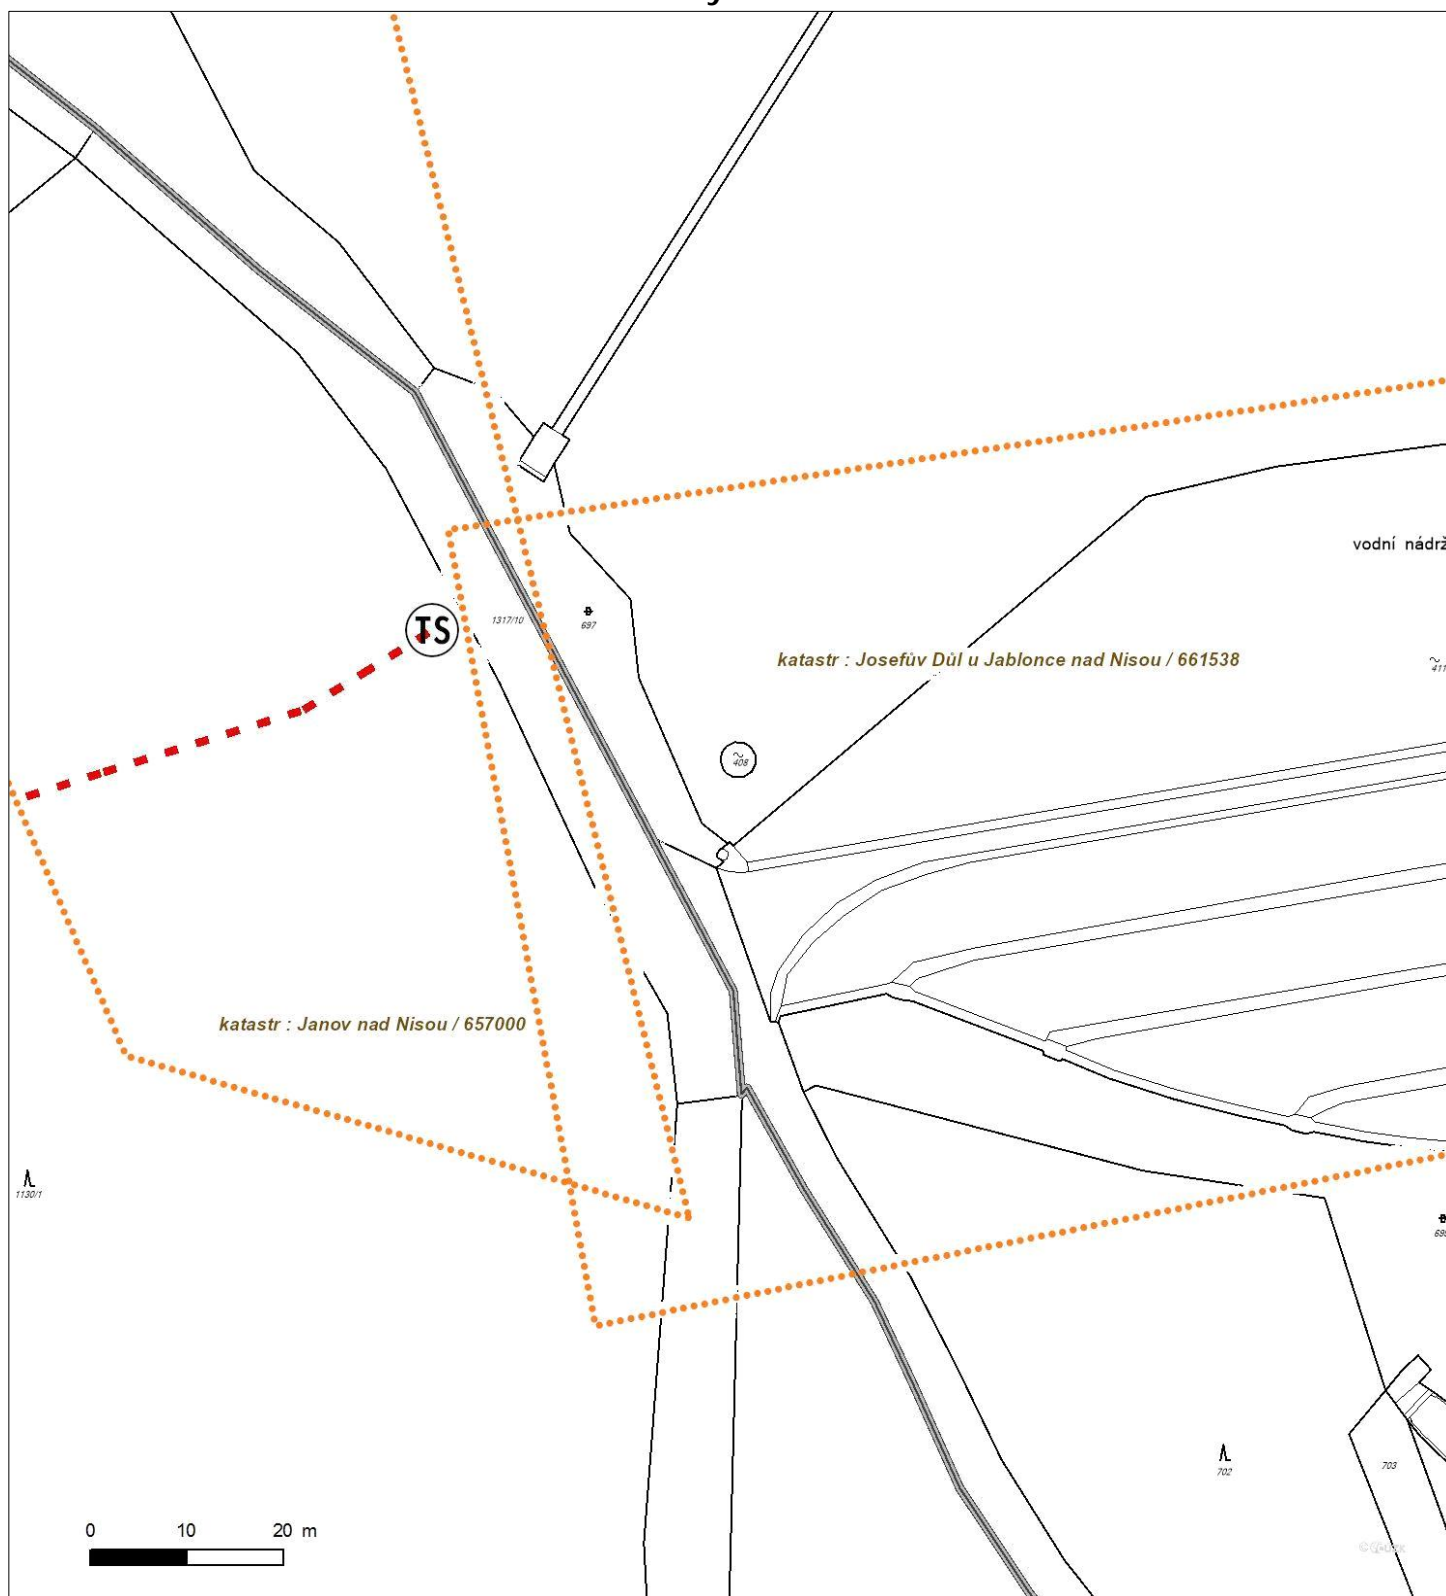 vodní nádrž
TS
1317/10
697
katastr : Josefův Důl u Jablonce nad Nisou / 661538
411
408
katastr : Janov nad Nisou / 657000
1130/1
702
703
0 10 20 m